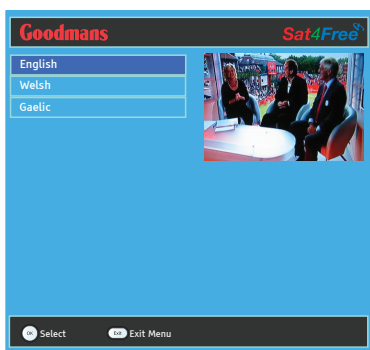 Goodmans
Sat4Free
English
Welsh
Gaelic
OK Select
Exit Exit Menu